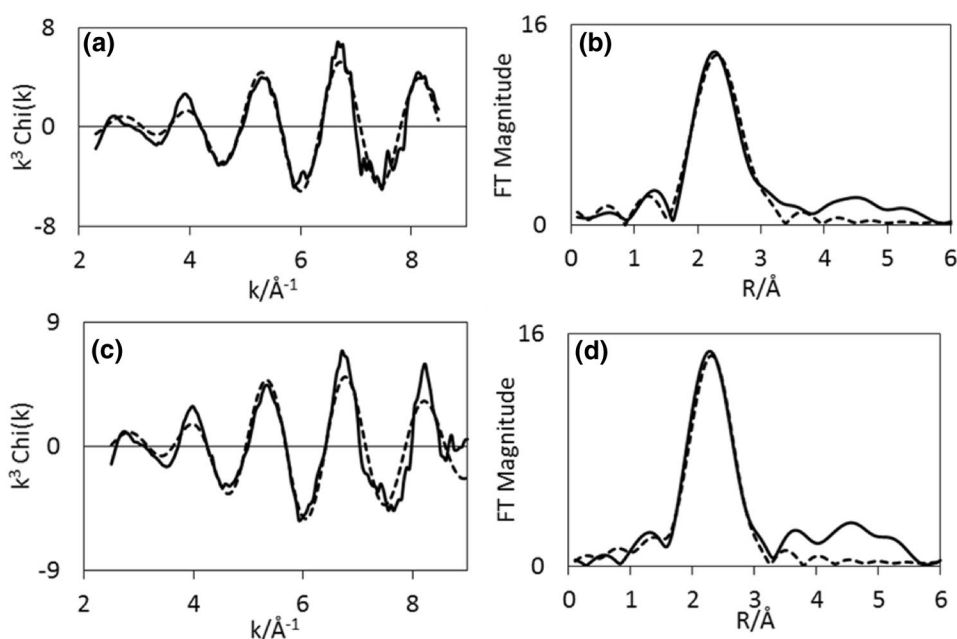 8
(a)
k³ Chi(k)
0
-8
2 4 6 8
k/Å⁻¹
16
(b)
FT Magnitude
0
0 1 2 3 4 5 6
R/Å
9
(c)
k³ Chi(k)
0
-9
2 4 6 8
k/Å⁻¹
16
(d)
FT Magnitude
0
0 1 2 3 4 5 6
R/Å